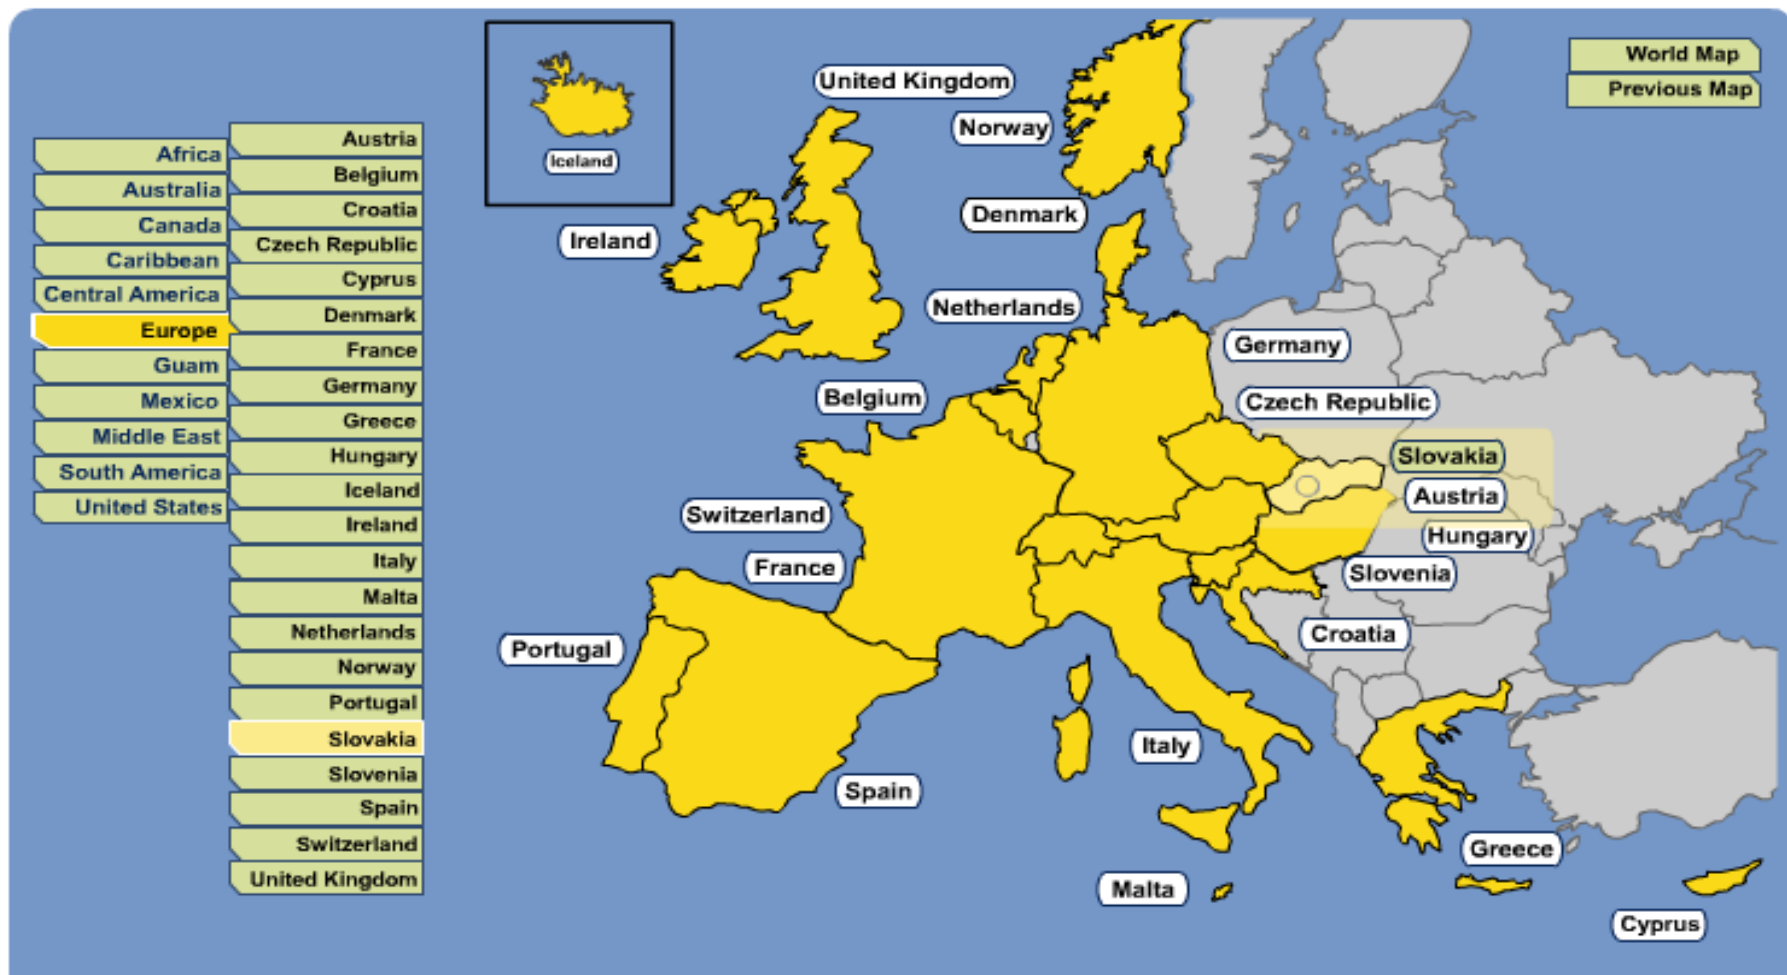 World Map
Previous Map
Africa
Australia
Canada
Caribbean
Central America
Europe
Guam
Mexico
Middle East
South America
United States
Austria
Belgium
Croatia
Czech Republic
Cyprus
Denmark
France
Germany
Greece
Hungary
Iceland
Ireland
Italy
Malta
Netherlands
Norway
Portugal
Slovakia
Slovenia
Spain
Switzerland
United Kingdom
Iceland
United Kingdom
Norway
Denmark
Ireland
Netherlands
Germany
Belgium
Czech Republic
Slovakia
Austria
Switzerland
Hungary
France
Slovenia
Croatia
Portugal
Italy
Spain
Greece
Malta
Cyprus